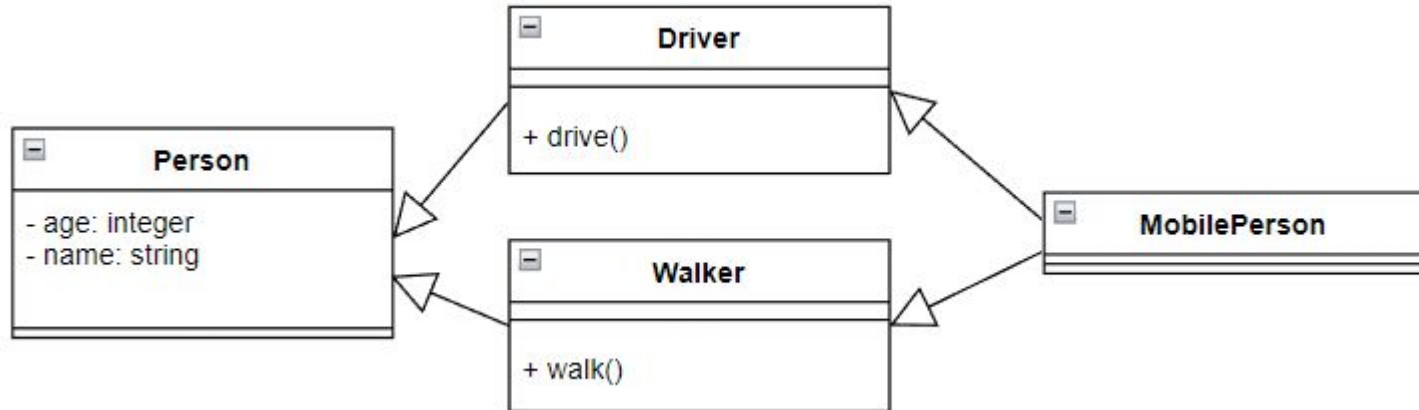 Person
- age: integer
- name: string
Driver
+ drive()
Walker
+ walk()
MobilePerson